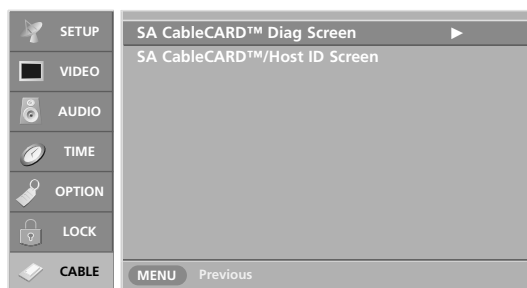 SETUP
VIDEO
AUDIO
TIME
OPTION
LOCK
CABLE
SA CableCARD™ Diag Screen ►
SA CableCARD™/Host ID Screen
MENU Previous